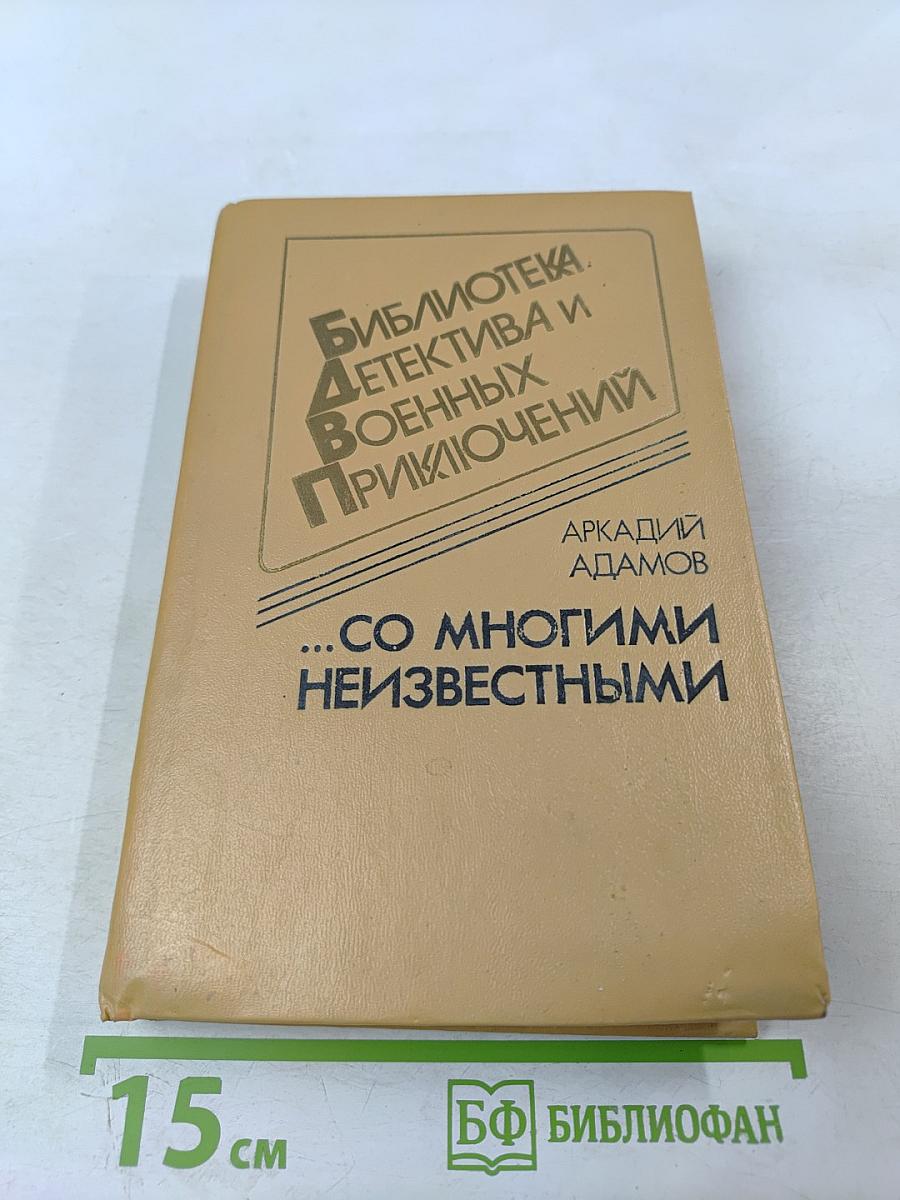 Библиотека
Детектива и
Военных
Приключений
АРКАДИЙ
АДАМОВ
...СО МНОГИМИ
НЕИЗВЕСТНЫМИ
15 см
БФ БИБЛИОФАН